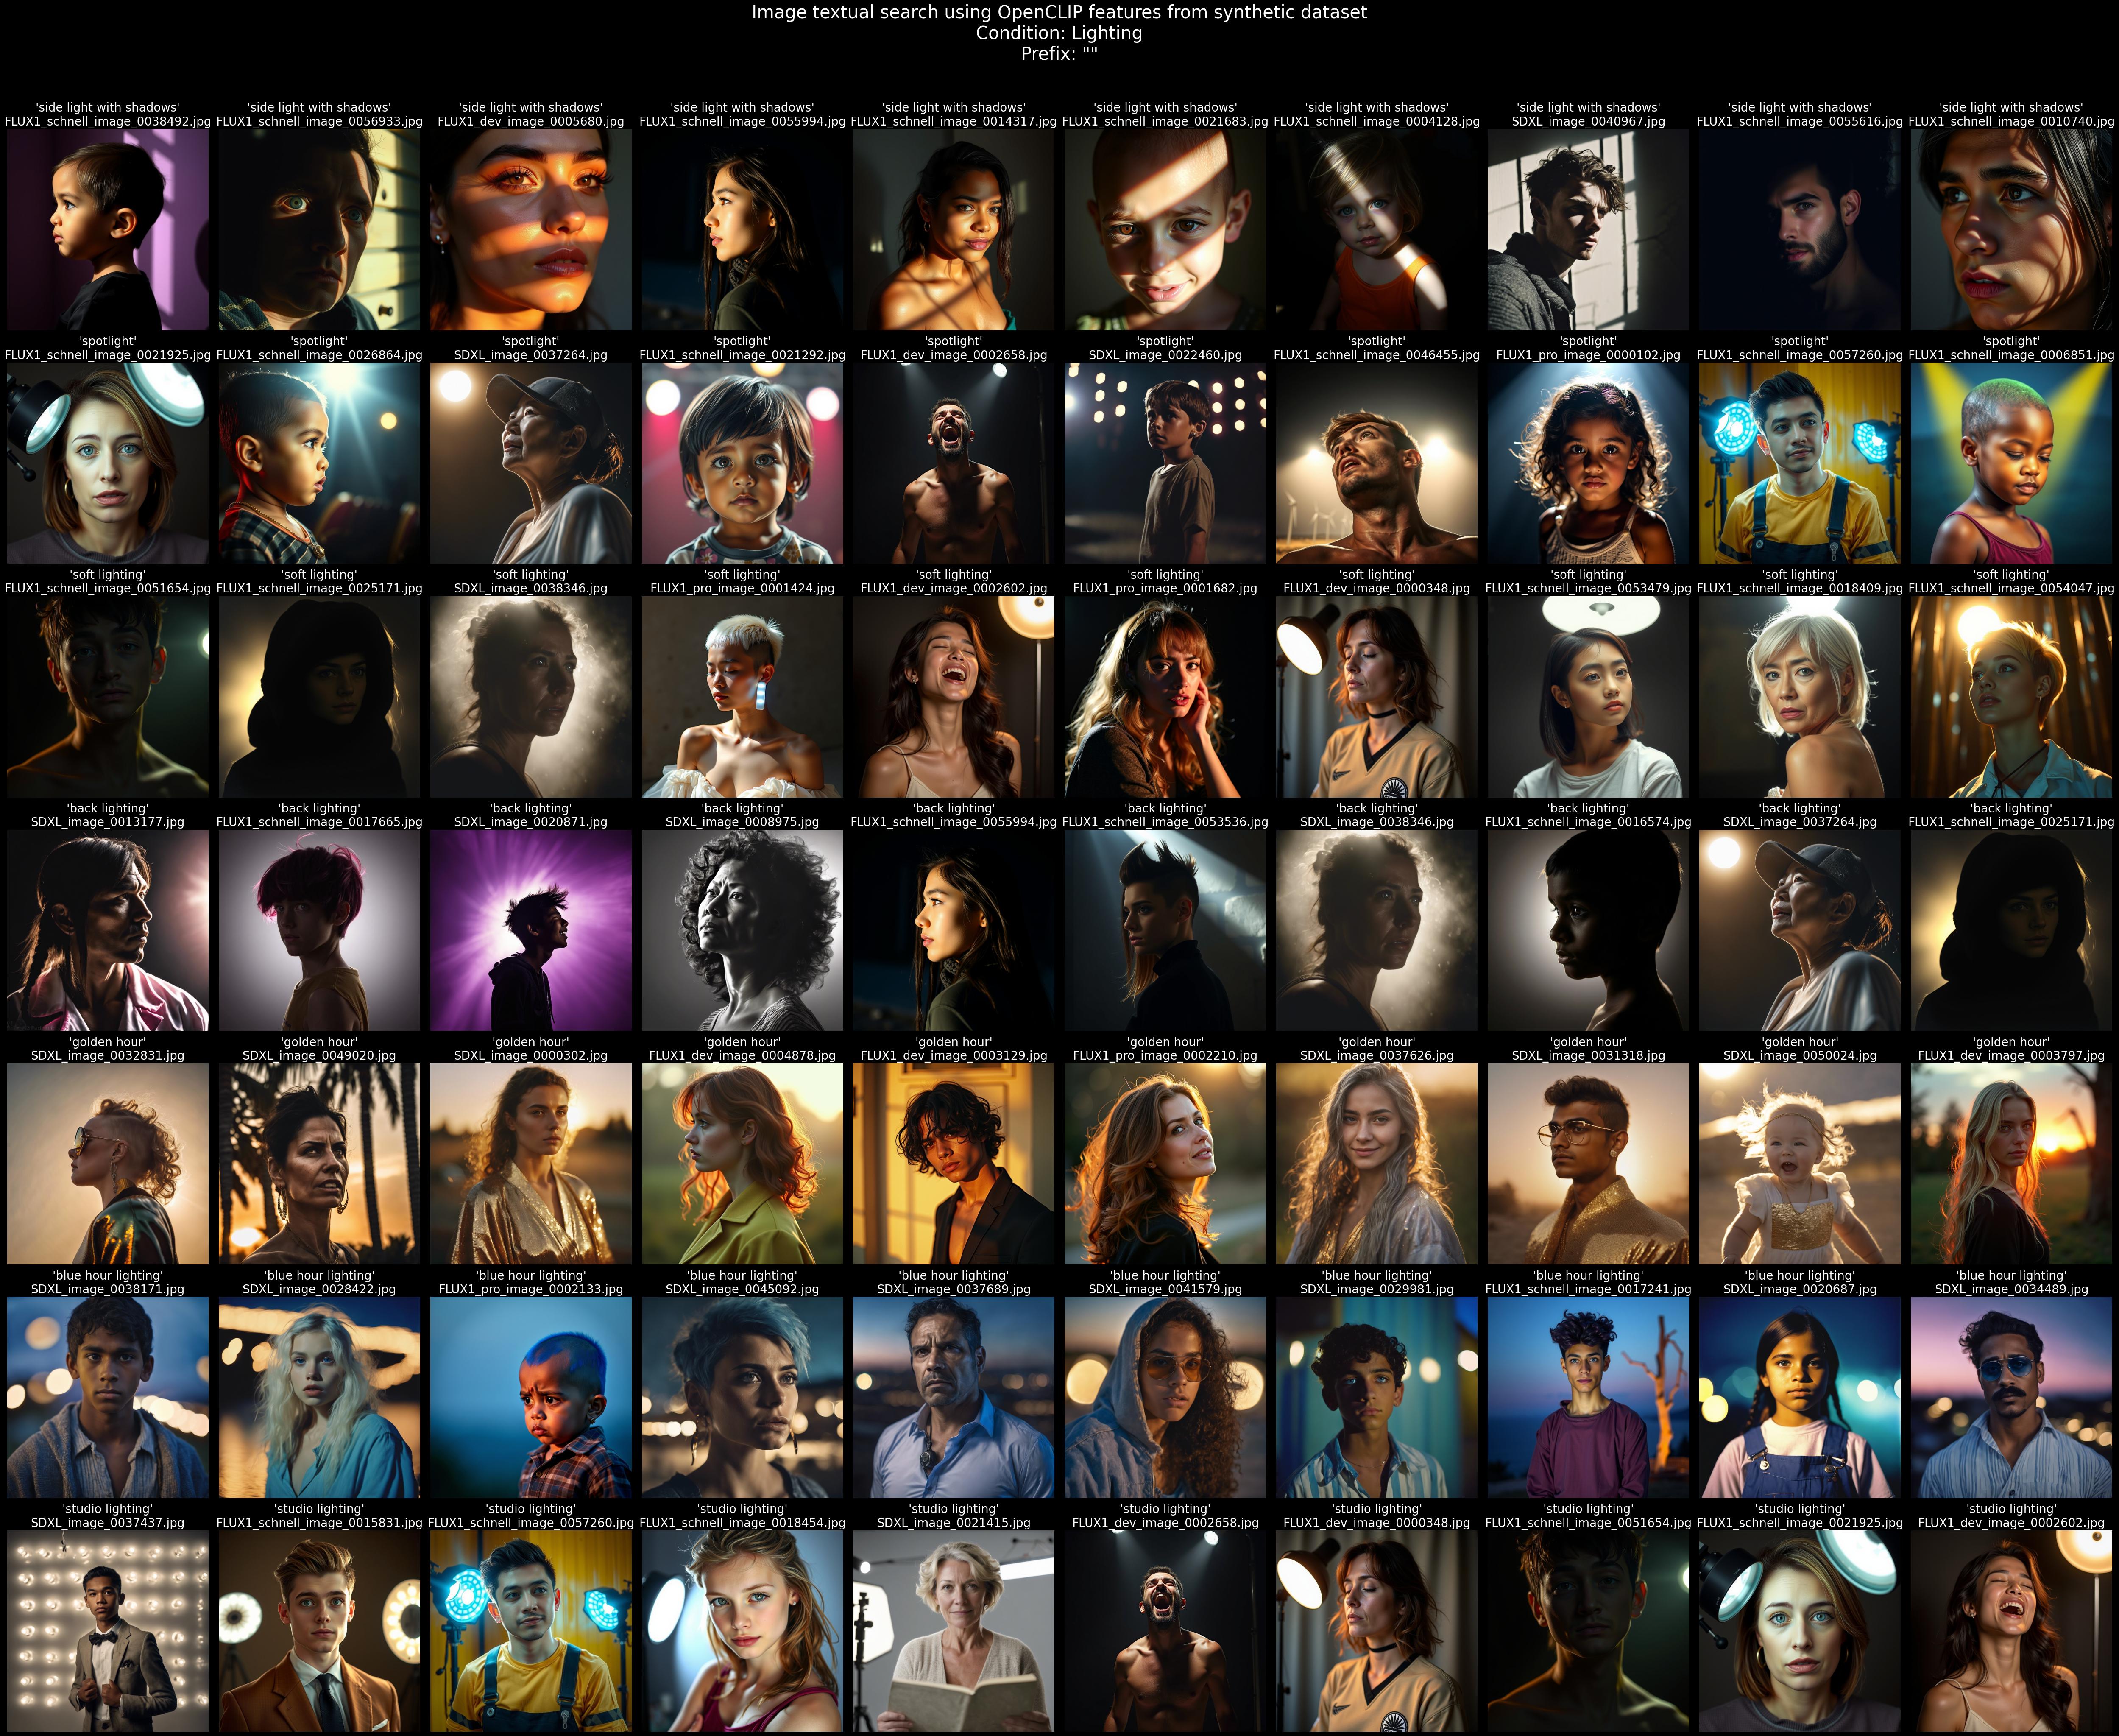 Image textual search using OpenCLIP features from synthetic dataset
Condition: Lighting
Prefix: ""
'side light with shadows' 'side light with shadows' 'side light with shadows' 'side light with shadows' 'side light with shadows' 'side light with shadows' 'side light with shadows' 'side light with shadows' 'side light with shadows' 'side light with shadows'
FLUX1_schnell_image_0038492.jpg FLUX1_schnell_image_0056933.jpg FLUX1_dev_image_0005680.jpg FLUX1_schnell_image_0055994.jpg FLUX1_schnell_image_0014317.jpg FLUX1_schnell_image_0021683.jpg FLUX1_schnell_image_0004128.jpg SDXL_image_0040967.jpg FLUX1_schnell_image_0055616.jpg FLUX1_schnell_image_0010740.jpg
'spotlight' 'spotlight' 'spotlight' 'spotlight' 'spotlight' 'spotlight' 'spotlight' 'spotlight' 'spotlight' 'spotlight'
FLUX1_schnell_image_0021925.jpg FLUX1_schnell_image_0026864.jpg SDXL_image_0037264.jpg FLUX1_schnell_image_0021292.jpg FLUX1_dev_image_0002658.jpg SDXL_image_0022460.jpg FLUX1_schnell_image_0046455.jpg FLUX1_pro_image_0000102.jpg FLUX1_schnell_image_0057260.jpg FLUX1_schnell_image_0006851.jpg
'soft lighting' 'soft lighting' 'soft lighting' 'soft lighting' 'soft lighting' 'soft lighting' 'soft lighting' 'soft lighting' 'soft lighting' 'soft lighting'
FLUX1_schnell_image_0051654.jpg FLUX1_schnell_image_0025171.jpg SDXL_image_0038346.jpg FLUX1_pro_image_0001424.jpg FLUX1_dev_image_0002602.jpg FLUX1_pro_image_0001682.jpg FLUX1_dev_image_0000348.jpg FLUX1_schnell_image_0053479.jpg FLUX1_schnell_image_0018409.jpg FLUX1_schnell_image_0054047.jpg
'back lighting' 'back lighting' 'back lighting' 'back lighting' 'back lighting' 'back lighting' 'back lighting' 'back lighting' 'back lighting' 'back lighting'
SDXL_image_0013177.jpg FLUX1_schnell_image_0017665.jpg SDXL_image_0020871.jpg SDXL_image_0008975.jpg FLUX1_schnell_image_0055994.jpg FLUX1_schnell_image_0053536.jpg SDXL_image_0038346.jpg FLUX1_schnell_image_0016574.jpg SDXL_image_0037264.jpg FLUX1_schnell_image_0025171.jpg
'golden hour' 'golden hour' 'golden hour' 'golden hour' 'golden hour' 'golden hour' 'golden hour' 'golden hour' 'golden hour' 'golden hour'
SDXL_image_0032831.jpg SDXL_image_0049020.jpg SDXL_image_0000302.jpg FLUX1_dev_image_0004878.jpg FLUX1_dev_image_0003129.jpg FLUX1_pro_image_0002210.jpg SDXL_image_0037626.jpg SDXL_image_0031318.jpg SDXL_image_0050024.jpg FLUX1_dev_image_0003797.jpg
'blue hour lighting' 'blue hour lighting' 'blue hour lighting' 'blue hour lighting' 'blue hour lighting' 'blue hour lighting' 'blue hour lighting' 'blue hour lighting' 'blue hour lighting' 'blue hour lighting'
SDXL_image_0038171.jpg SDXL_image_0028422.jpg FLUX1_pro_image_0002133.jpg SDXL_image_0045092.jpg SDXL_image_0037689.jpg SDXL_image_0041579.jpg SDXL_image_0029981.jpg FLUX1_schnell_image_0017241.jpg SDXL_image_0020687.jpg SDXL_image_0034489.jpg
'studio lighting' 'studio lighting' 'studio lighting' 'studio lighting' 'studio lighting' 'studio lighting' 'studio lighting' 'studio lighting' 'studio lighting' 'studio lighting'
SDXL_image_0037437.jpg FLUX1_schnell_image_0015831.jpg FLUX1_schnell_image_0057260.jpg FLUX1_schnell_image_0018454.jpg SDXL_image_0021415.jpg FLUX1_dev_image_0002658.jpg FLUX1_dev_image_0000348.jpg FLUX1_schnell_image_0051654.jpg FLUX1_schnell_image_0021925.jpg FLUX1_dev_image_0002602.jpg